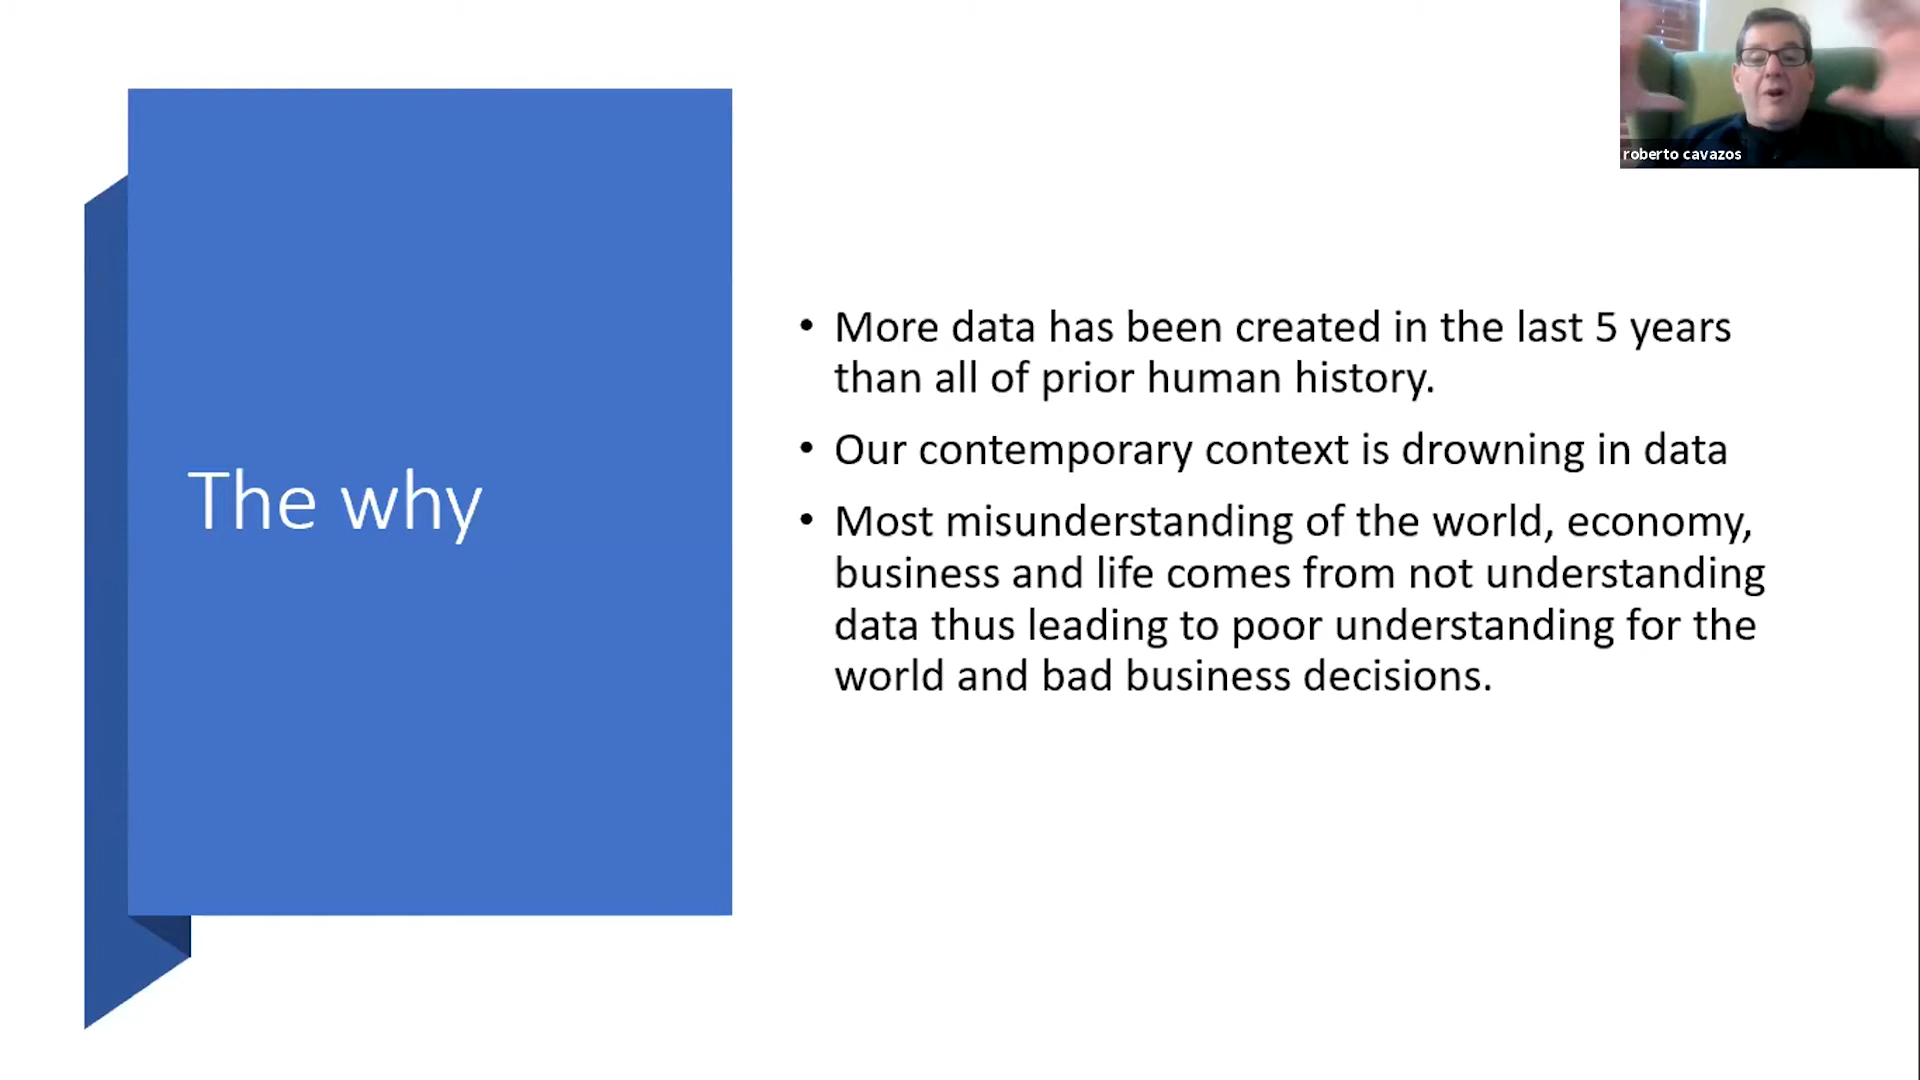 The why
• More data has been created in the last 5 years
than all of prior human history.
• Our contemporary context is drowning in data
• Most misunderstanding of the world, economy,
business and life comes from not understanding
data thus leading to poor understanding for the
world and bad business decisions.
roberto cavazos